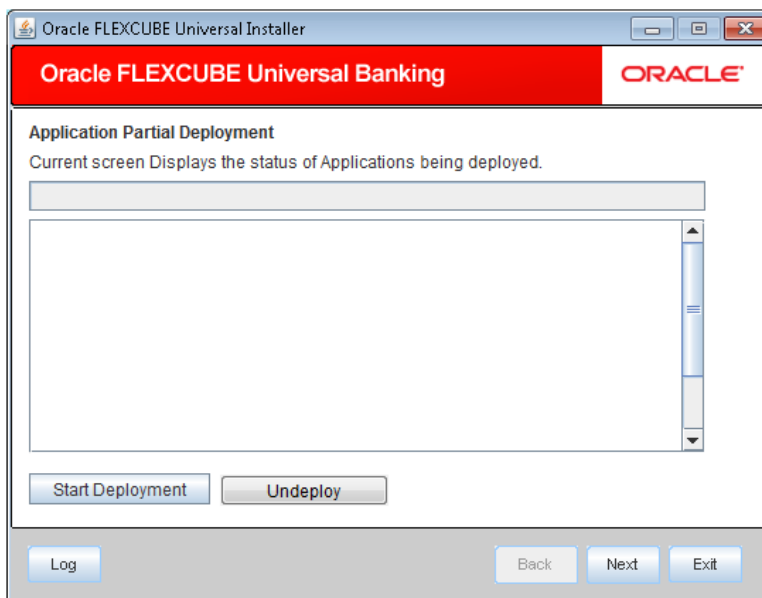 Oracle FLEXCUBE Universal Installer
Oracle FLEXCUBE Universal Banking
ORACLE
Application Partial Deployment
Current screen Displays the status of Applications being deployed.
Start Deployment Undeploy
Log Back Next Exit